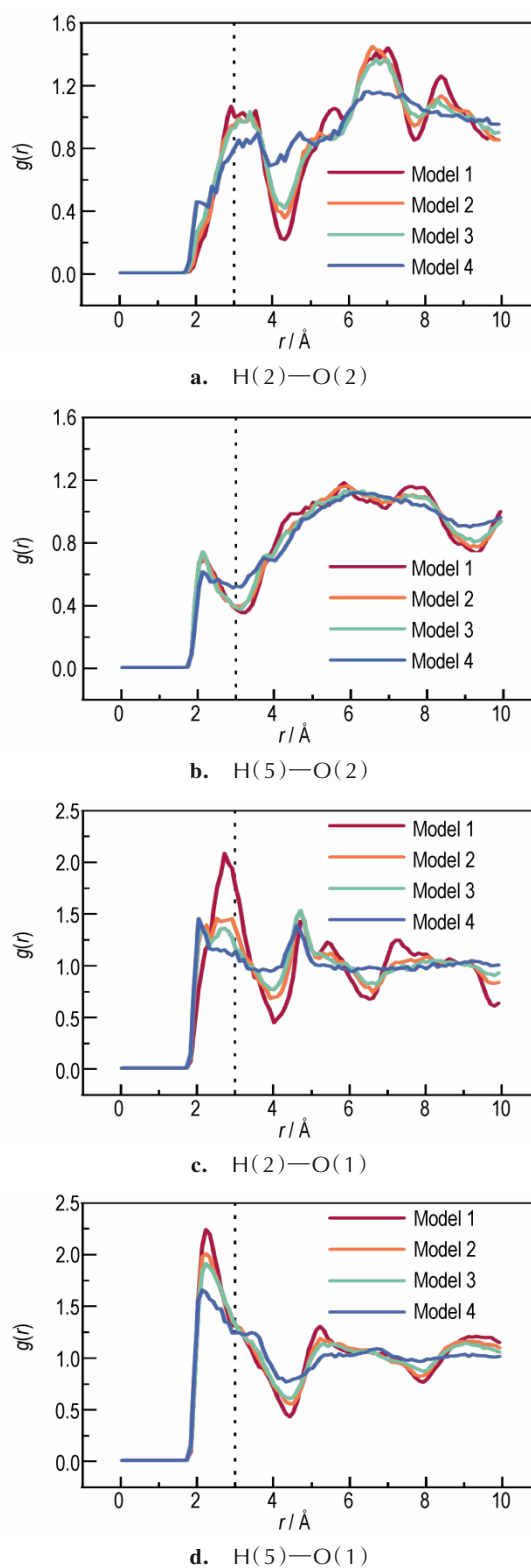 1.6
1.2
0.8
0.4
0.0
g(r)
Model 1
Model 2
Model 3
Model 4
0 2 4 6 8 10
r / Å
a. H(2)—O(2)
1.6
1.2
0.8
0.4
0.0
g(r)
Model 1
Model 2
Model 3
Model 4
0 2 4 6 8 10
r / Å
b. H(5)—O(2)
2.5
2.0
1.5
1.0
0.5
0.0
g(r)
Model 1
Model 2
Model 3
Model 4
0 2 4 6 8 10
r / Å
c. H(2)—O(1)
2.5
2.0
1.5
1.0
0.5
0.0
g(r)
Model 1
Model 2
Model 3
Model 4
0 2 4 6 8 10
r / Å
d. H(5)—O(1)